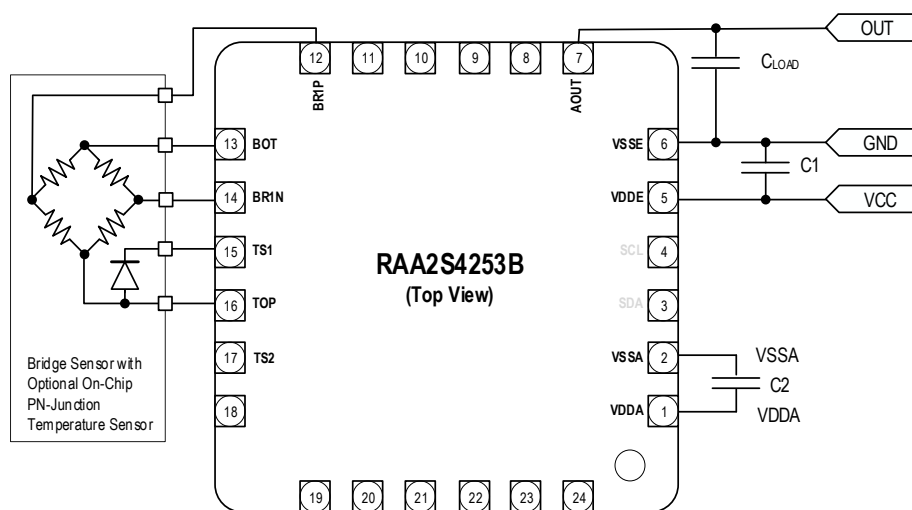 OUT
12
11
10
9
8
7
C<sub>LOAD</sub>
BR1P
AOUT
13
BOT
VSSE
6
GND
C1
14
BR1N
VDDE
5
VCC
15
TS1
SCL
4
RAA2S4253B
(Top View)
16
TOP
SDA
3
17
TS2
VSSA
2
VSSA
C2
Bridge Sensor with
Optional On-Chip
PN-Junction
Temperature Sensor
18
VDDA
1
VDDA
19
20
21
22
23
24